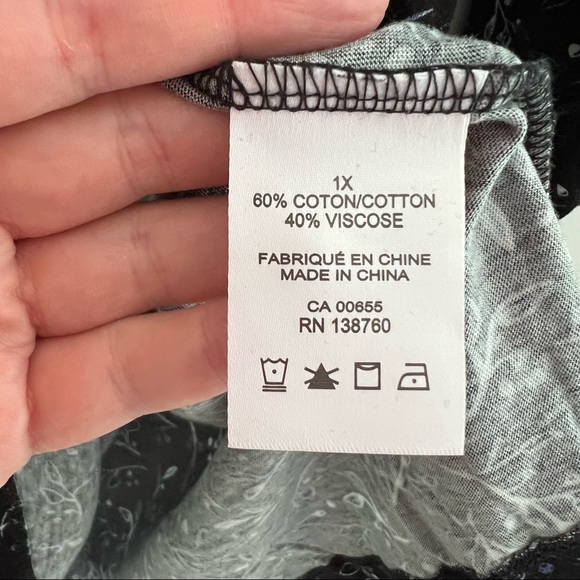 1X
60% COTON/COTTON
40% VISCOSE
FABRIQUÉ EN CHINE
MADE IN CHINA
CA 00655
RN 138760